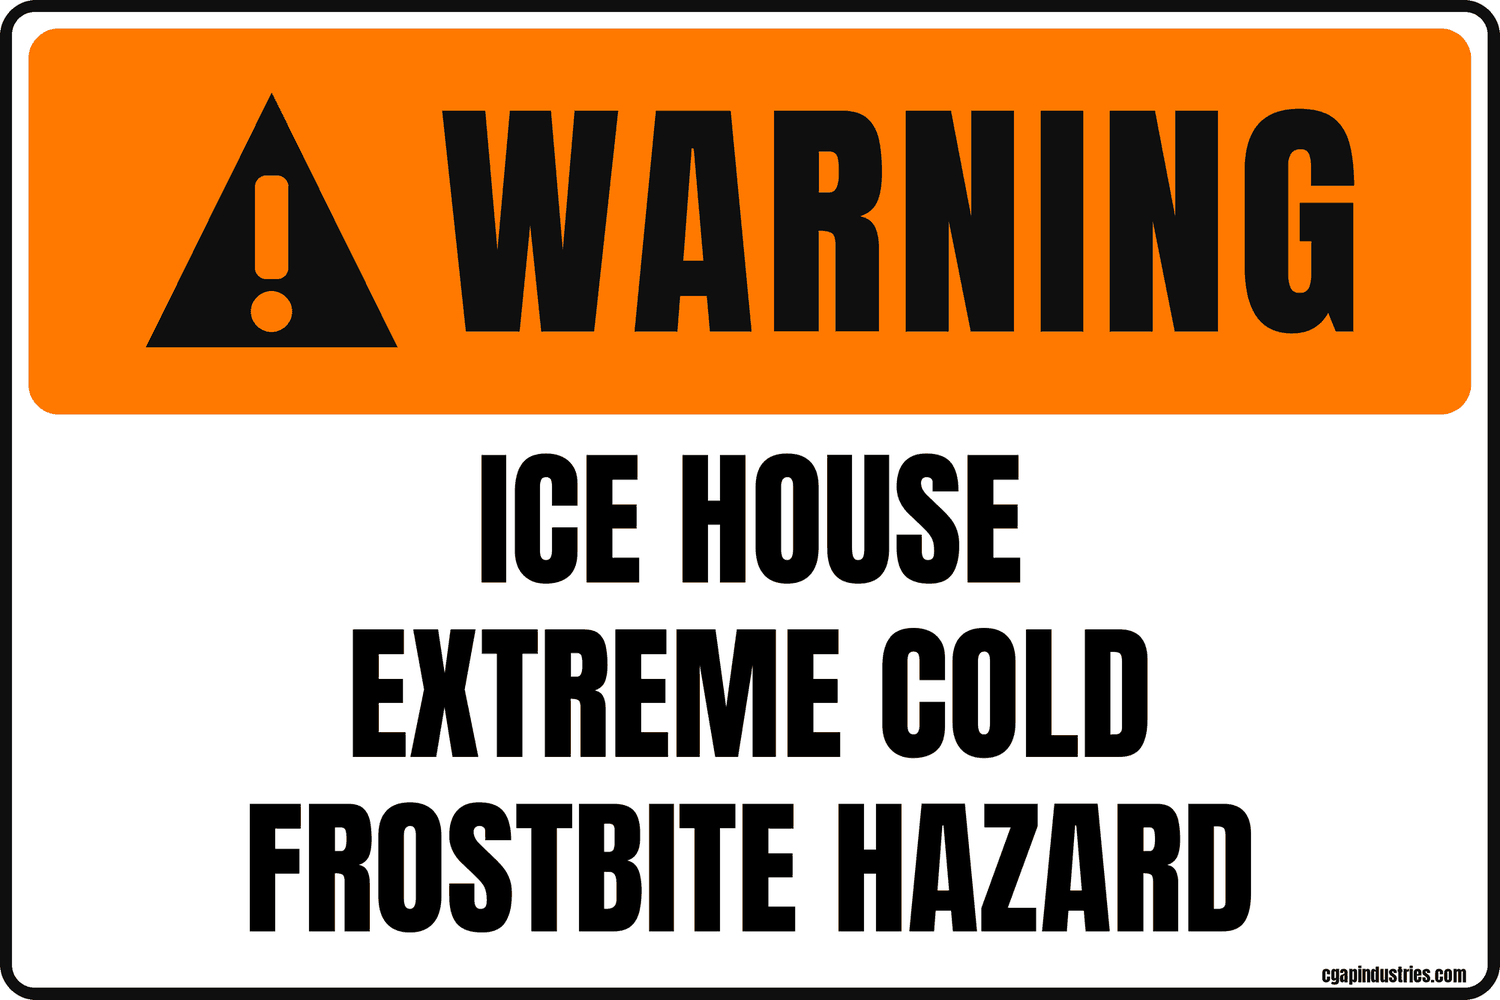 WARNING
ICE HOUSE
EXTREME COLD
FROSTBITE HAZARD
cgapindustries.com